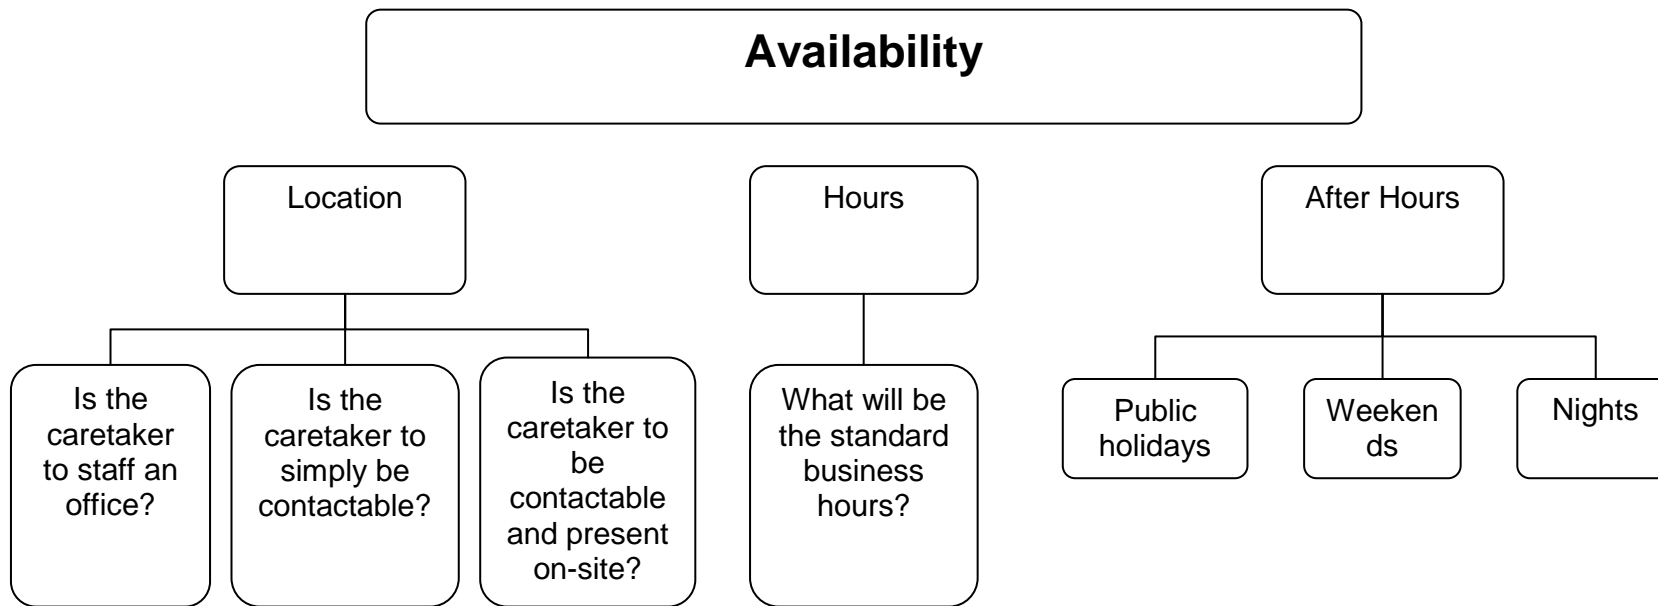 Availability
Location
Hours
After Hours
Is the
caretaker
to staff an
office?
Is the
caretaker to
simply be
contactable?
Is the
caretaker to
be
contactable
and present
on-site?
What will be
the standard
business
hours?
Public
holidays
Weeken
ds
Nights